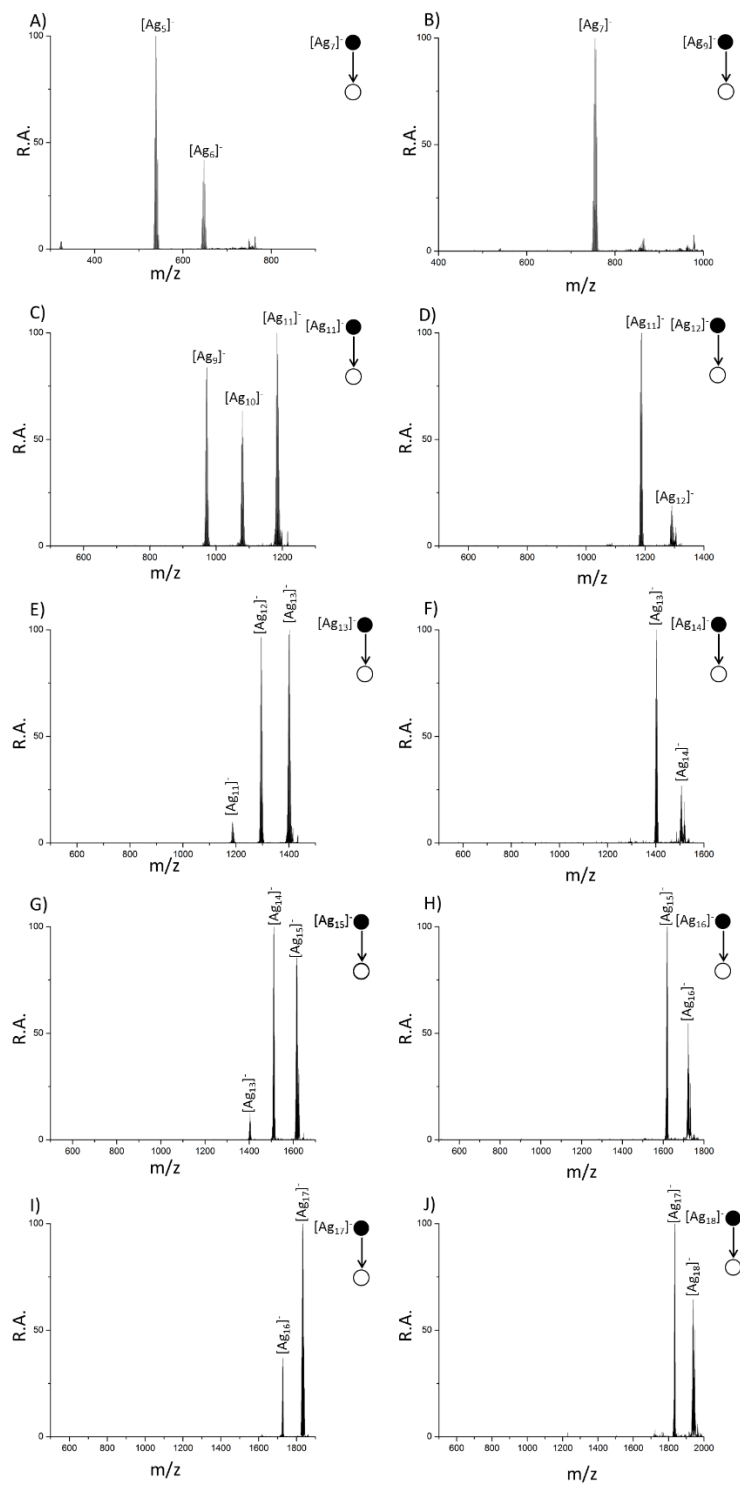 A)
[Ag₅]⁻
[Ag₇]⁻
[Ag₆]⁻
R.A.
100
50
0
400 600 800
m/z
B)
[Ag₇]⁻
[Ag₉]⁻
R.A.
100
50
0
400 600 800 1000
m/z
C)
[Ag₁₁]⁻
[Ag₁₁]⁻
[Ag₉]⁻
[Ag₁₀]⁻
R.A.
100
50
0
600 800 1000 1200
m/z
D)
[Ag₁₁]⁻
[Ag₁₂]⁻
[Ag₁₂]⁻
R.A.
100
50
0
600 800 1000 1200 1400
m/z
E)
[Ag₁₂]⁻
[Ag₁₃]⁻
[Ag₁₃]⁻
[Ag₁₁]⁻
R.A.
100
50
0
600 800 1000 1200 1400
m/z
F)
[Ag₁₃]⁻
[Ag₁₄]⁻
[Ag₁₄]⁻
R.A.
100
50
0
600 800 1000 1200 1400 1600
m/z
G)
[Ag₁₄]⁻
[Ag₁₅]⁻
[Ag₁₅]⁻
[Ag₁₃]⁻
R.A.
100
50
0
600 800 1000 1200 1400 1600
m/z
H)
[Ag₁₅]⁻
[Ag₁₆]⁻
[Ag₁₆]⁻
R.A.
100
50
0
600 800 1000 1200 1400 1600 1800
m/z
I)
[Ag₁₇]⁻
[Ag₁₇]⁻
[Ag₁₆]⁻
R.A.
100
50
0
600 800 1000 1200 1400 1600 1800
m/z
J)
[Ag₁₇]⁻
[Ag₁₈]⁻
[Ag₁₈]⁻
R.A.
100
50
0
600 800 1000 1200 1400 1600 1800 2000
m/z